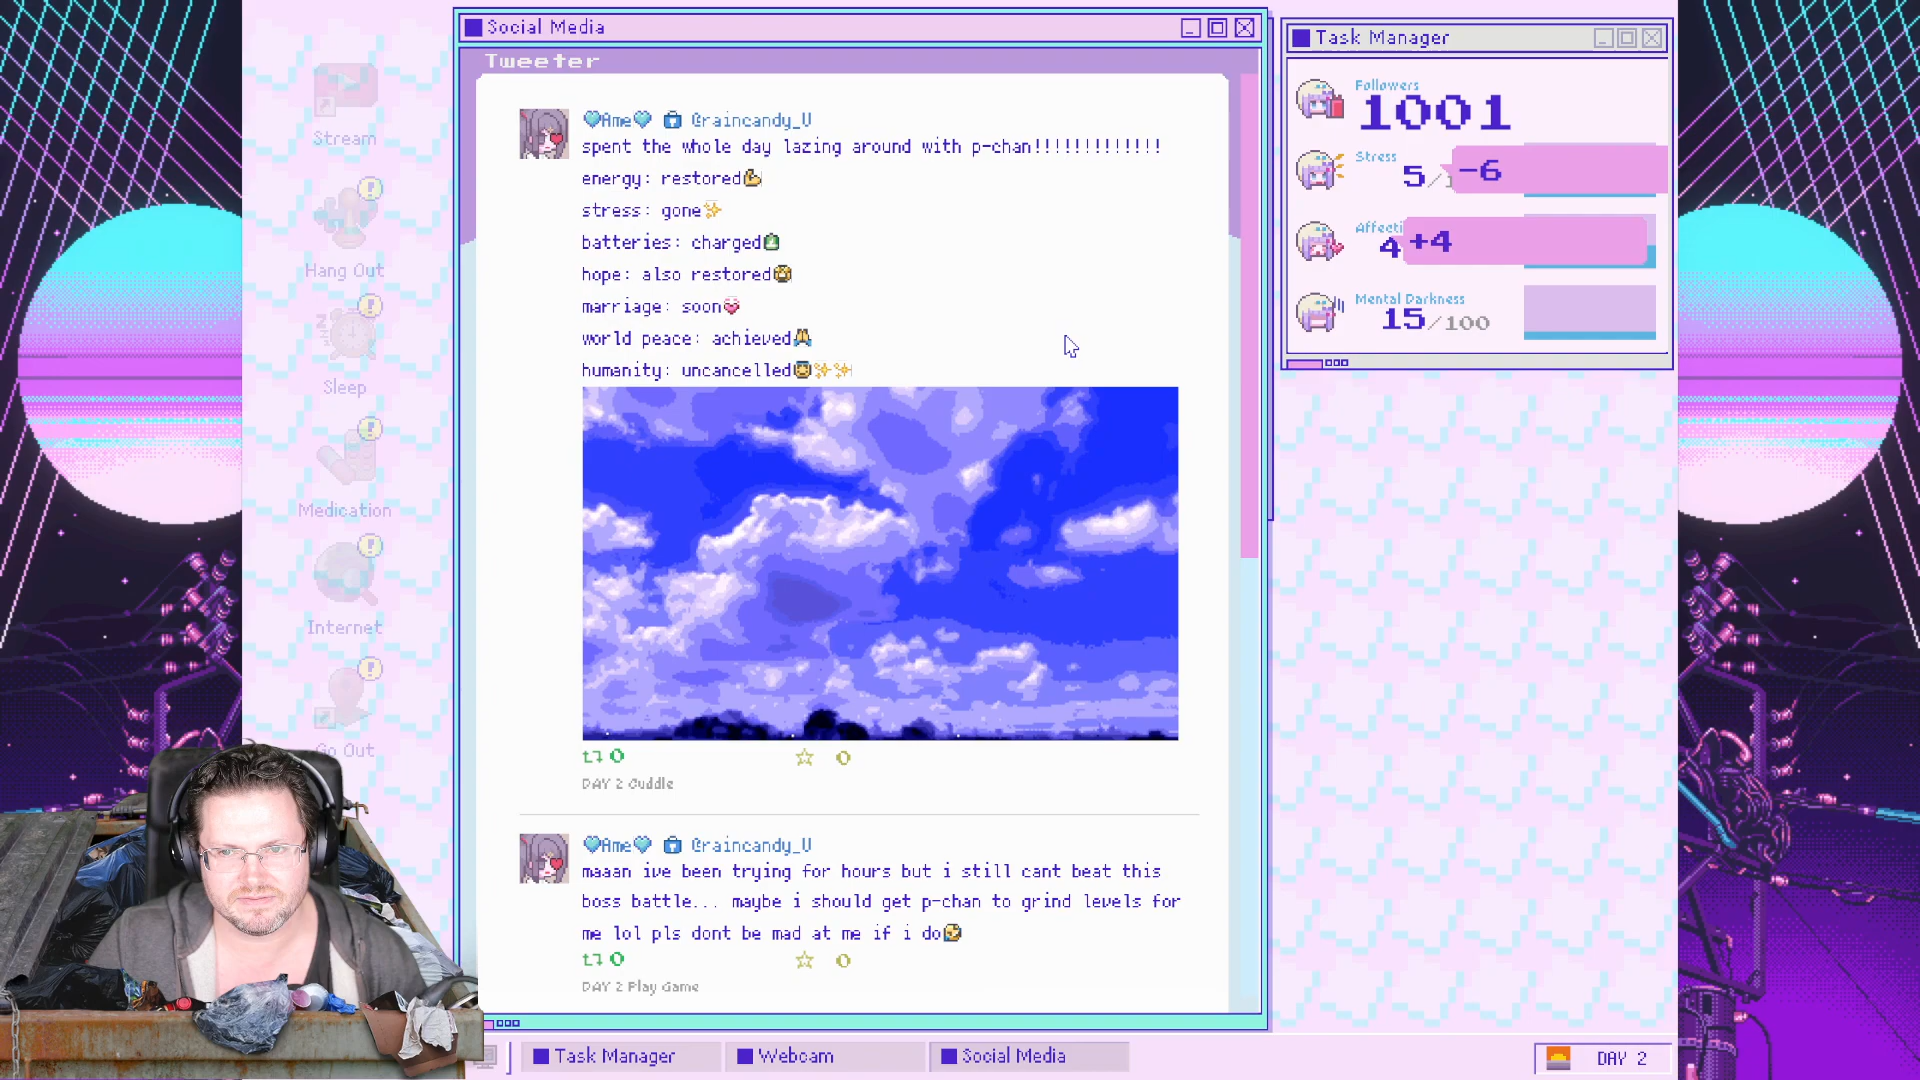 Social Media
Tweeter
Ame @raincandy_U
spent the whole day lazing around with p-chan!!!!!!!!!!!!!
energy: restored
stress: gone
batteries: charged
hope: also restored
marriage: soon
world peace: achieved
humanity: uncancelled
0 0
DAY 2 Cuddle
Ame @raincandy_U
maaan ive been trying for hours but i still cant beat this
boss battle... maybe i should get p-chan to grind levels for
me lol pls dont be mad at me if i do
0 0
DAY 2 Play Game
Task Manager
Followers
1001
Stress
5/1
-6
Affecti
4
+4
Mental Darkness
15/100
Stream
Hang Out
Sleep
Medication
Internet
Go Out
Task Manager
Webcam
Social Media
DAY 2